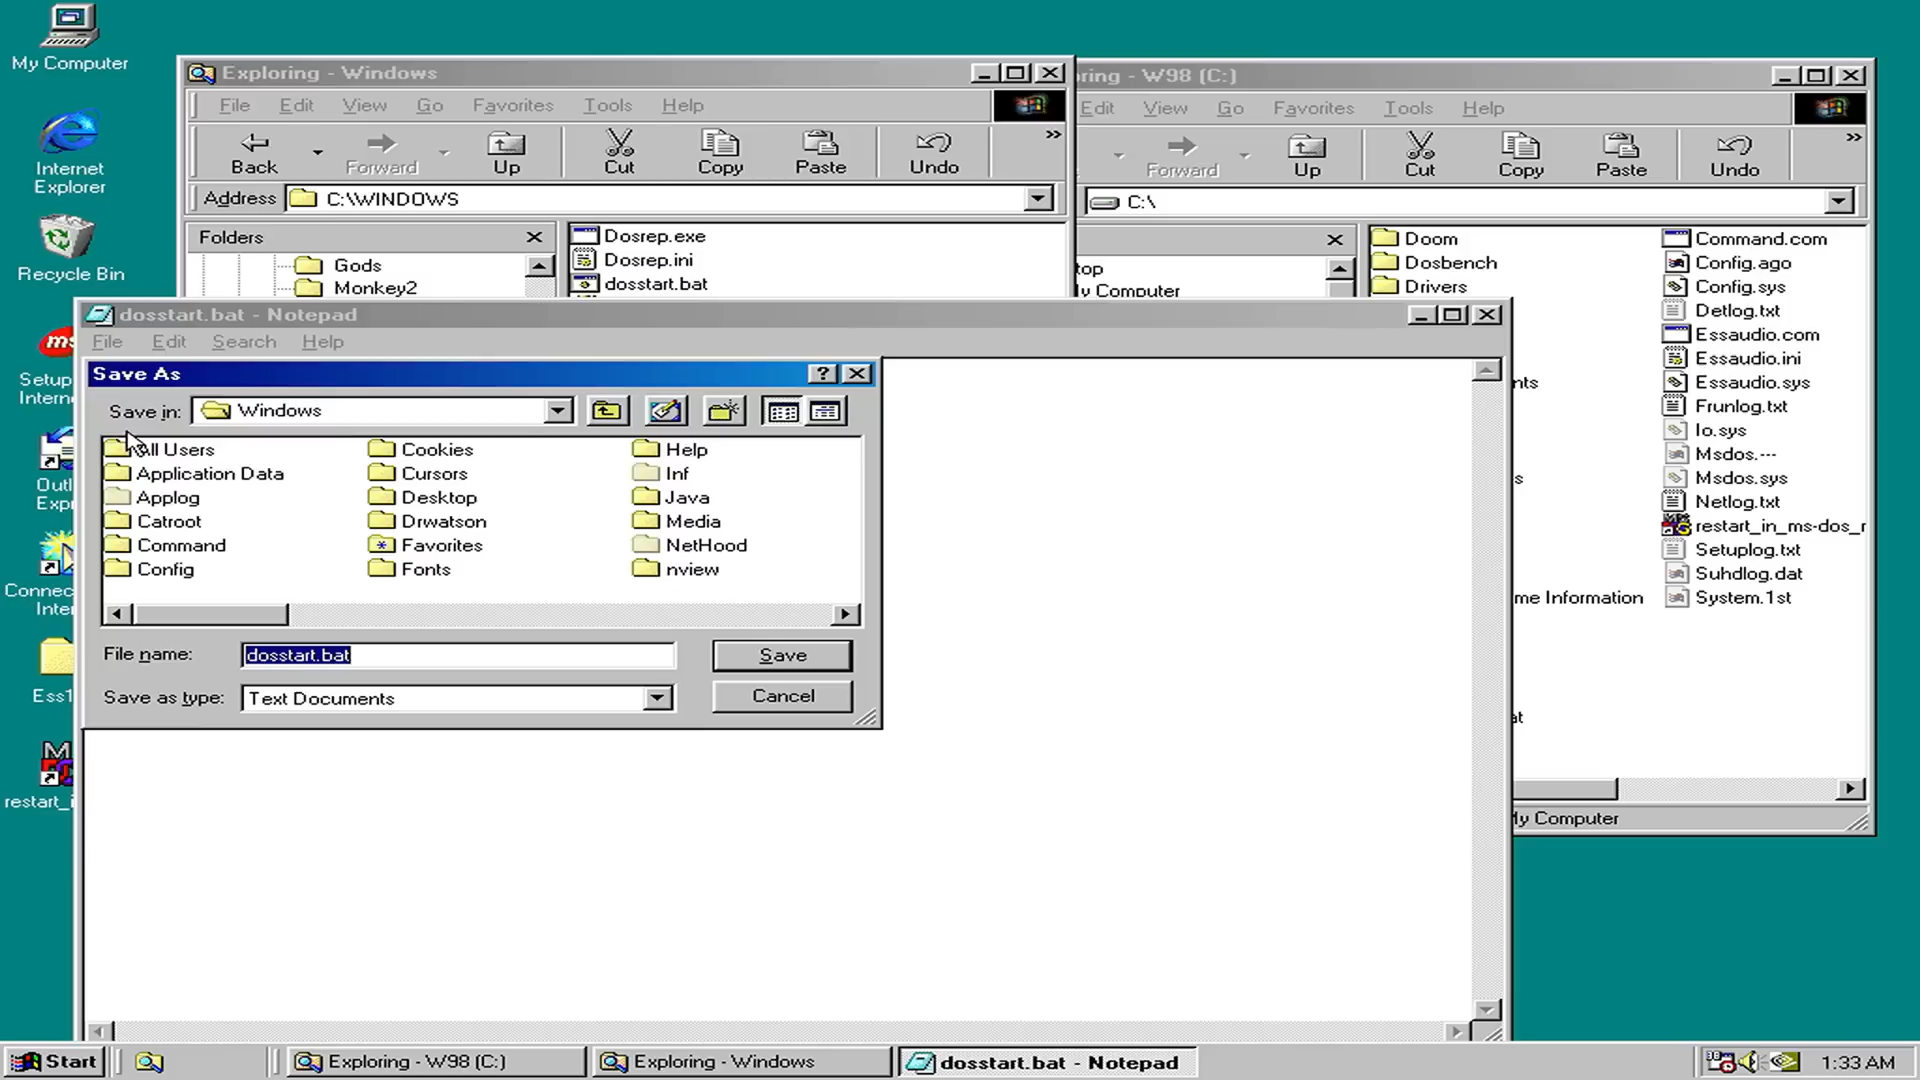 My Computer
Internet
Explorer
Recycle Bin
Setup
Intern
Outl
Expr
Connec
Inte
Ess1
restart_i
Exploring - Windows
File Edit View Go Favorites Tools Help
Back Forward Up Cut Copy Paste Undo
Address C:\WINDOWS
Folders
Gods
Monkey2
Dosrep.exe
Dosrep.ini
dosstart.bat
ring - W98 (C:)
Edit View Go Favorites Tools Help
Forward Up Cut Copy Paste Undo
C:\
top
My Computer
nts
s
me Information
at
Doom
Dosbench
Drivers
Command.com
Config.ago
Config.sys
Detlog.txt
Essaudio.com
Essaudio.ini
Essaudio.sys
Frunlog.txt
Io.sys
Msdos.---
Msdos.sys
Netlog.txt
restart_in_ms-dos_r
Setuplog.txt
Suhdlog.dat
System.1st
My Computer
dosstart.bat - Notepad
File Edit Search Help
Save As
Save in: Windows
All Users
Application Data
Applog
Catroot
Command
Config
Cookies
Cursors
Desktop
Drwatson
Favorites
Fonts
Help
Inf
Java
Media
NetHood
nview
File name: dosstart.bat
Save
Save as type: Text Documents
Cancel
Start
Exploring - W98 (C:)
Exploring - Windows
dosstart.bat - Notepad
1:33 AM